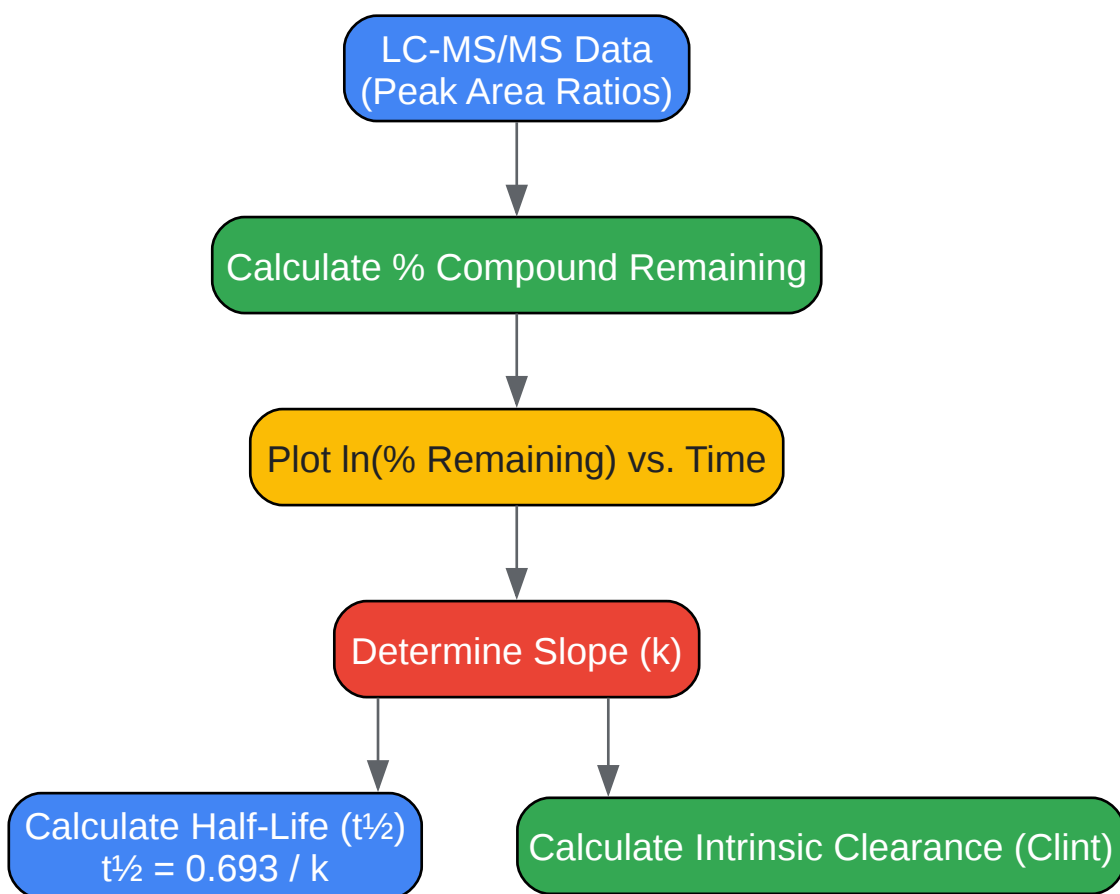 LC-MS/MS Data
(Peak Area Ratios)
Calculate % Compound Remaining
Plot ln(% Remaining) vs. Time
Determine Slope (k)
Calculate Half-Life (t½)
t½ = 0.693 / k
Calculate Intrinsic Clearance (Clint)